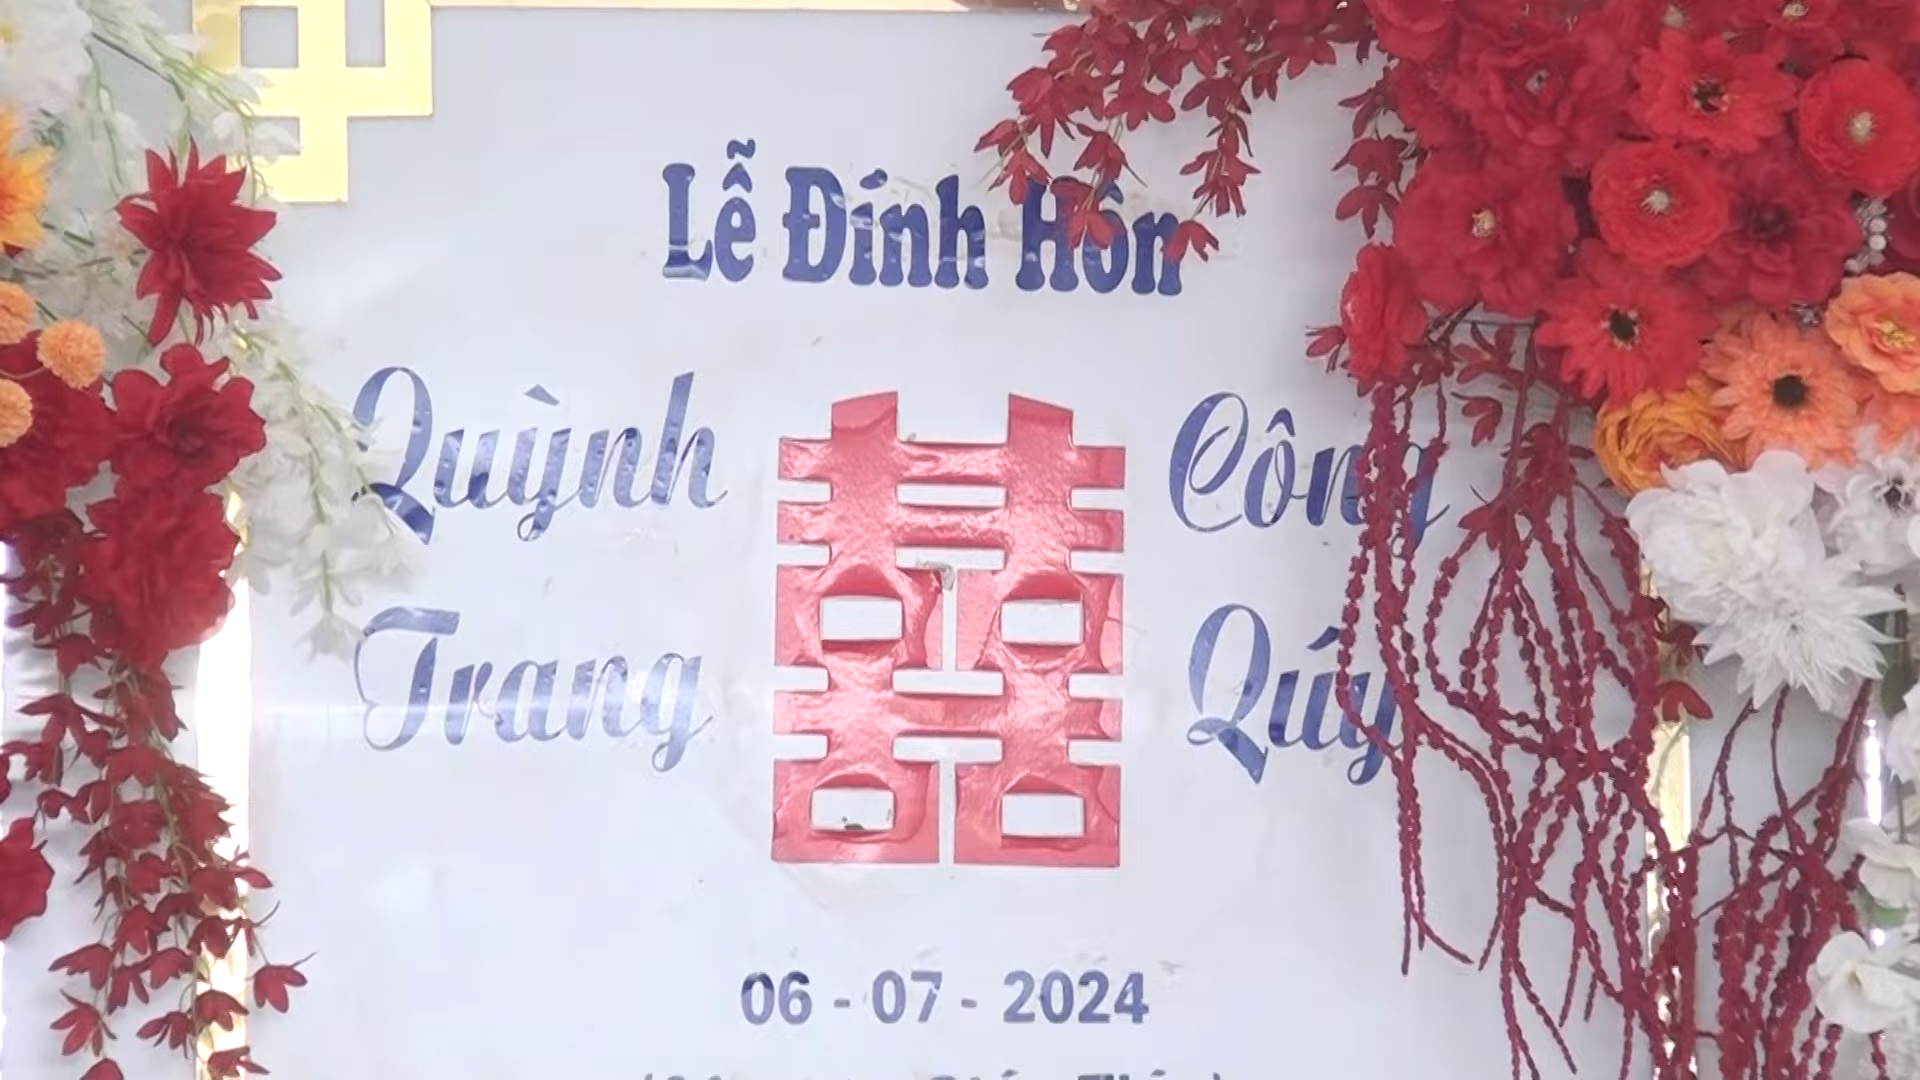 Lễ Đính Hôn
Quỳnh Trang
囍
Công Quý
06 - 07 - 2024